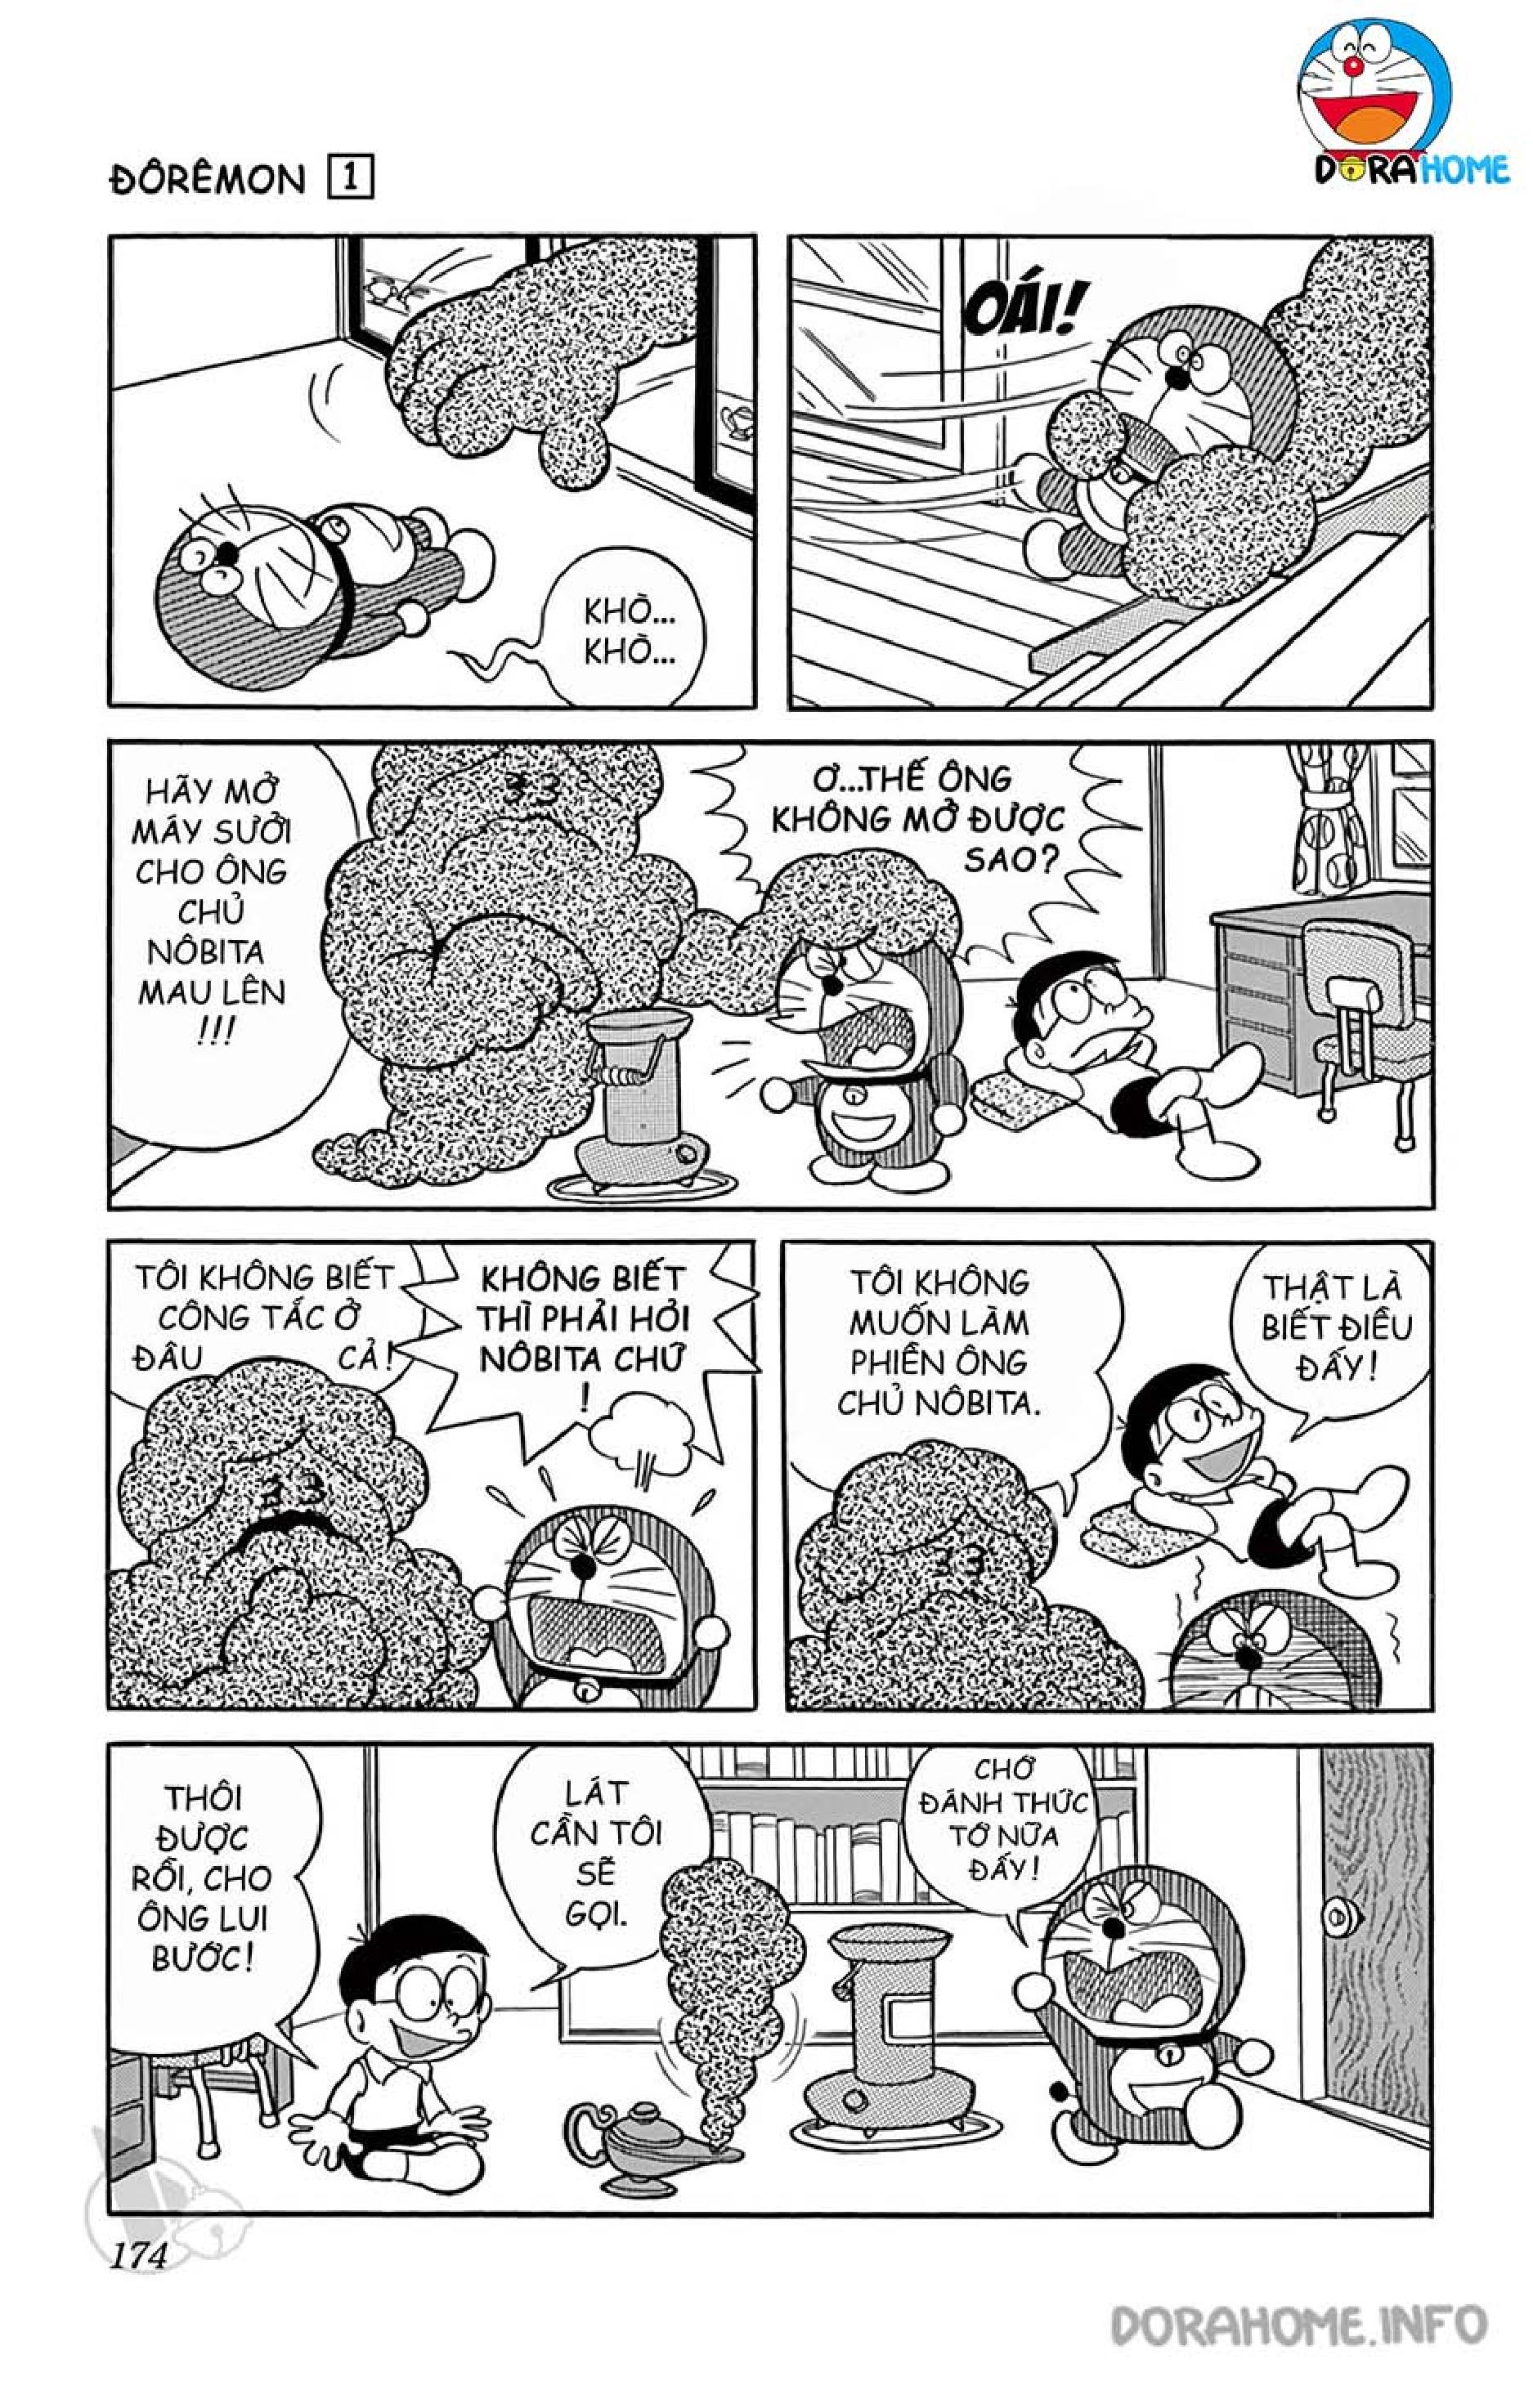 DORAHOME
ĐÔRÊMON 1
KHÒ...
KHÒ...
OÁI!
HÃY MỞ
MÁY SƯỞI
CHO ÔNG
CHỦ
NÔBITA
MAU LÊN
!!!
Ơ...THẾ ÔNG
KHÔNG MỞ ĐƯỢC
SAO?
TÔI KHÔNG BIẾT
CÔNG TẮC Ở
ĐÂU CẢ!
KHÔNG BIẾT
THÌ PHẢI HỎI
NÔBITA CHỨ
!
TÔI KHÔNG
MUỐN LÀM
PHIỀN ÔNG
CHỦ NÔBITA.
THẬT LÀ
BIẾT ĐIỀU
ĐẤY!
THÔI
ĐƯỢC
RỒI, CHO
ÔNG LUI
BƯỚC!
LÁT
CẦN TÔI
SẼ
GỌI.
CHỚ
ĐÁNH THỨC
TỚ NỮA
ĐẤY!
174
DORAHOME.INFO